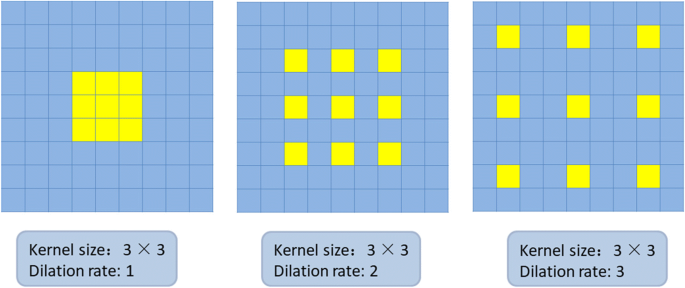 Kernel size：3 × 3
Dilation rate: 1
Kernel size：3 × 3
Dilation rate: 2
Kernel size：3 × 3
Dilation rate: 3